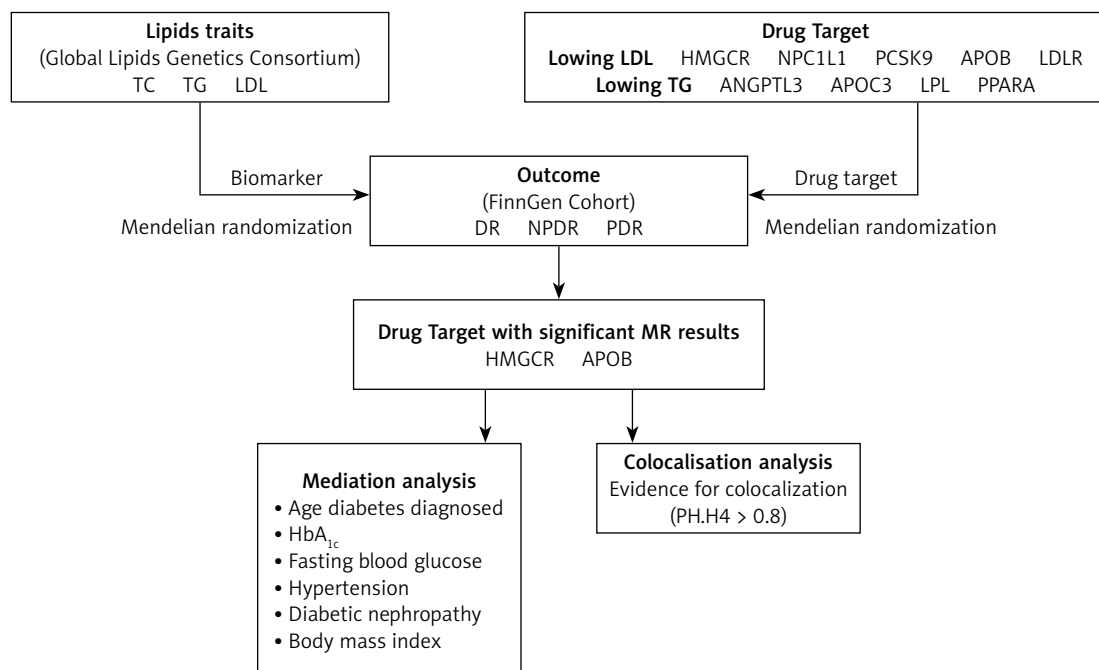 Lipids traits
(Global Lipids Genetics Consortium)
TC TG LDL
Drug Target
Lowing LDL HMGCR NPC1L1 PCSK9 APOB LDLR
Lowing TG ANGPTL3 APOC3 LPL PPARA
Biomarker
Mendelian randomization
Outcome
(FinnGen Cohort)
DR NPDR PDR
Drug target
Mendelian randomization
Drug Target with significant MR results
HMGCR APOB
Mediation analysis
• Age diabetes diagnosed
• HbA1c
• Fasting blood glucose
• Hypertension
• Diabetic nephropathy
• Body mass index
Colocalisation analysis
Evidence for colocalization
(PH.H4 > 0.8)